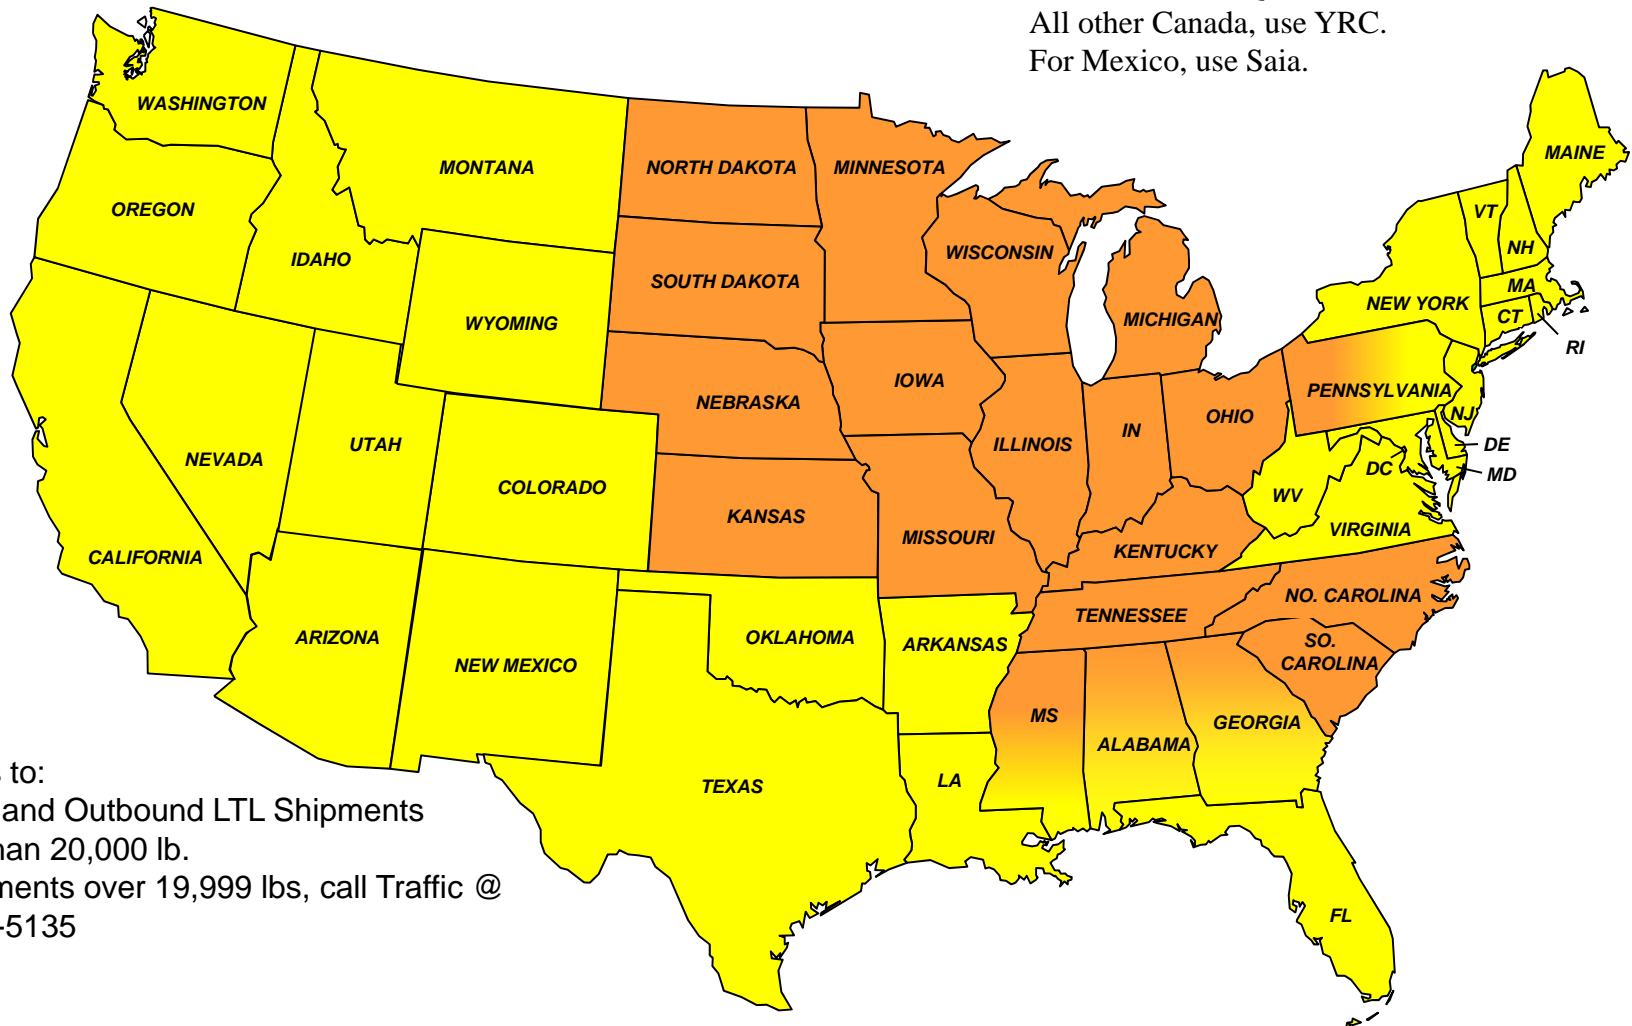 All other Canada, use YRC.
For Mexico, use Saia.
WASHINGTON
MONTANA
NORTH DAKOTA
MINNESOTA
MAINE
OREGON
VT
IDAHO
WISCONSIN
NH
SOUTH DAKOTA
MA
NEW YORK
WYOMING
MICHIGAN
CT
RI
IOWA
PENNSYLVANIA
NEBRASKA
OHIO
NJ
IN
UTAH
ILLINOIS
DE
NEVADA
DC
MD
COLORADO
WV
KANSAS
VIRGINIA
MISSOURI
KENTUCKY
CALIFORNIA
NO. CAROLINA
TENNESSEE
ARIZONA
OKLAHOMA
ARKANSAS
SO.
CAROLINA
NEW MEXICO
MS
GEORGIA
ALABAMA
LA
TEXAS
FL
to:
and Outbound LTL Shipments
han 20,000 lb.
ments over 19,999 lbs, call Traffic @
-5135